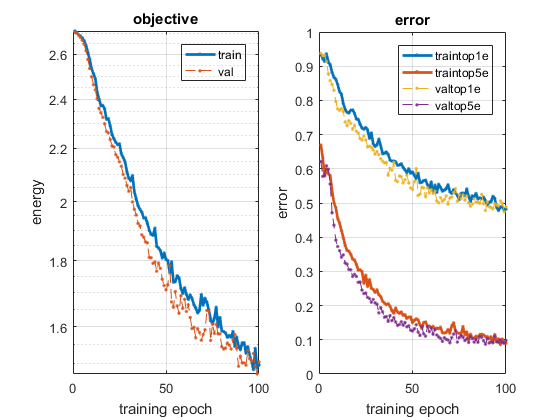 objective
energy
2.6
2.4
2.2
2
1.8
1.6
0
50
100
training epoch
train
val
error
error
1
0.9
0.8
0.7
0.6
0.5
0.4
0.3
0.2
0.1
0
0
50
100
training epoch
traintop1e
traintop5e
valtop1e
valtop5e